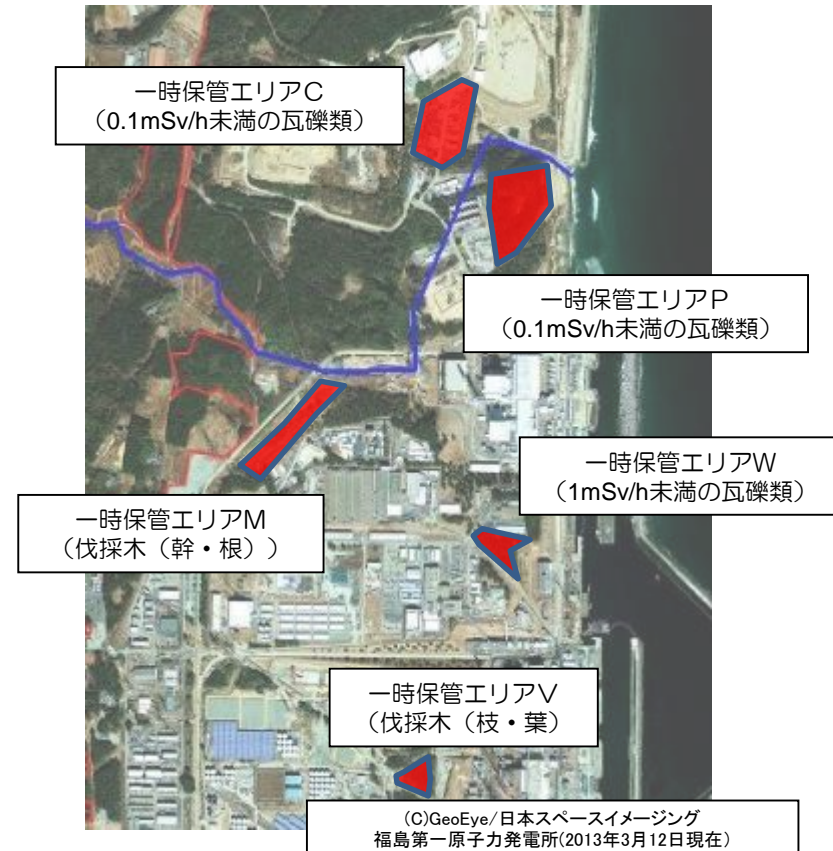 一時保管エリアC
（0.1mSv/h未満の瓦礫類）
一時保管エリアP
（0.1mSv/h未満の瓦礫類）
一時保管エリアW
（1mSv/h未満の瓦礫類）
一時保管エリアM
（伐採木（幹・根））
一時保管エリアV
（伐採木（枝・葉）
(C)GeoEye/日本スペースイメージング
福島第一原子力発電所(2013年3月12日現在)